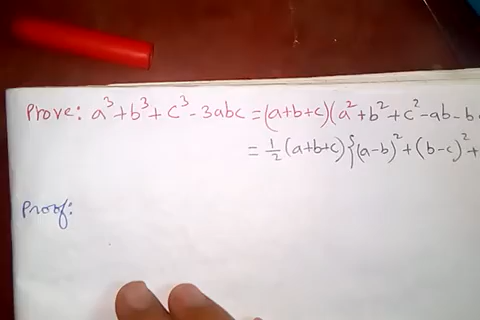 Prove: a³+b³+c³-3abc=(a+b+c)(a²+b²+c²-ab-b
=½(a+b+c){(a-b)²+(b-c)²+
Proof: